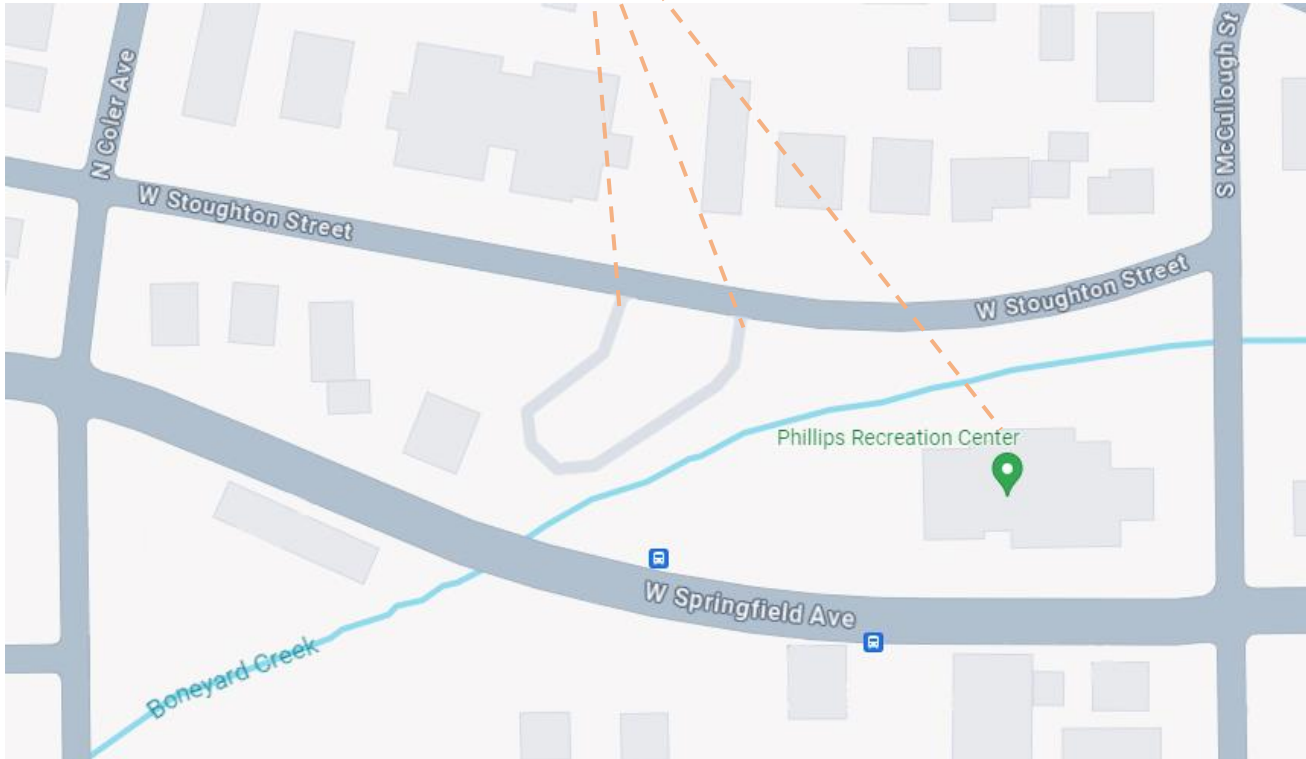 N Coler Ave
S McCullough St
W Stoughton Street
W Stoughton Street
Phillips Recreation Center
W Springfield Ave
Boneyard Creek